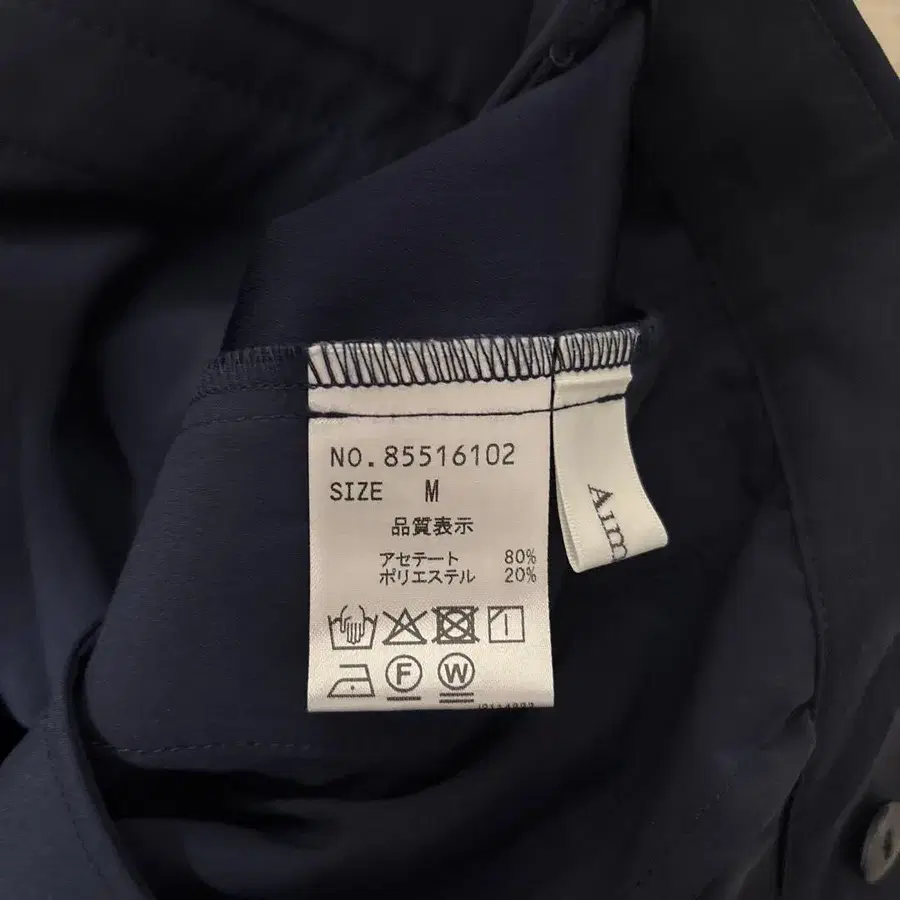 NO.85516102
SIZE M
品質表示
アセテート 80%
ポリエステル 20%
F
W